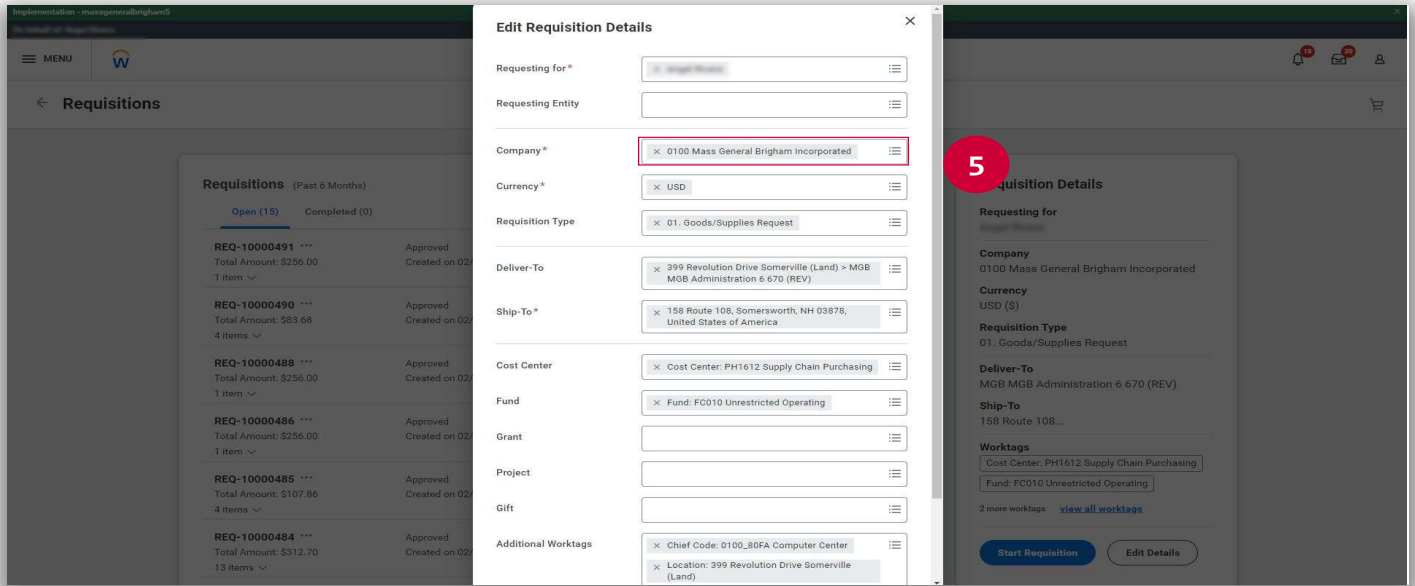 Implementation - massgeneralbrigham5
MENU
18
20
Requisitions
Edit Requisition Details
Requesting for*
Requesting Entity
Company*
0100 Mass General Brigham Incorporated
Currency*
USD
Requisition Type
01. Goods/Supplies Request
Deliver-To
399 Revolution Drive Somerville (Land) > MGB
MGB Administration 6 670 (REV)
Ship-To*
158 Route 108, Somersworth, NH 03878,
United States of America
Cost Center
Cost Center: PH1612 Supply Chain Purchasing
Fund
Fund: FC010 Unrestricted Operating
Grant
Project
Gift
Additional Worktags
Chief Code: 0100_80FA Computer Center
Location: 399 Revolution Drive Somerville
(Land)
5
Requisitions (Past 6 Months)
Open (15) Completed (0)
REQ-10000491 ... Approved
Total Amount: $256.00 Created on 02/
1 item
REQ-10000490 ... Approved
Total Amount: $83.68 Created on 02/
4 items
REQ-10000488 ... Approved
Total Amount: $256.00 Created on 02/
1 item
REQ-10000486 ... Approved
Total Amount: $256.00 Created on 02/
1 item
REQ-10000485 ... Approved
Total Amount: $107.86 Created on 02/
4 items
REQ-10000484 ... Approved
Total Amount: $312.70 Created on 02/
13 items
quisition Details
Requesting for
Company
0100 Mass General Brigham Incorporated
Currency
USD ($)
Requisition Type
01. Goods/Supplies Request
Deliver-To
MGB MGB Administration 6 670 (REV)
Ship-To
158 Route 108...
Worktags
Cost Center: PH1612 Supply Chain Purchasing
Fund: FC010 Unrestricted Operating
2 more worktags view all worktags
Start Requisition Edit Details